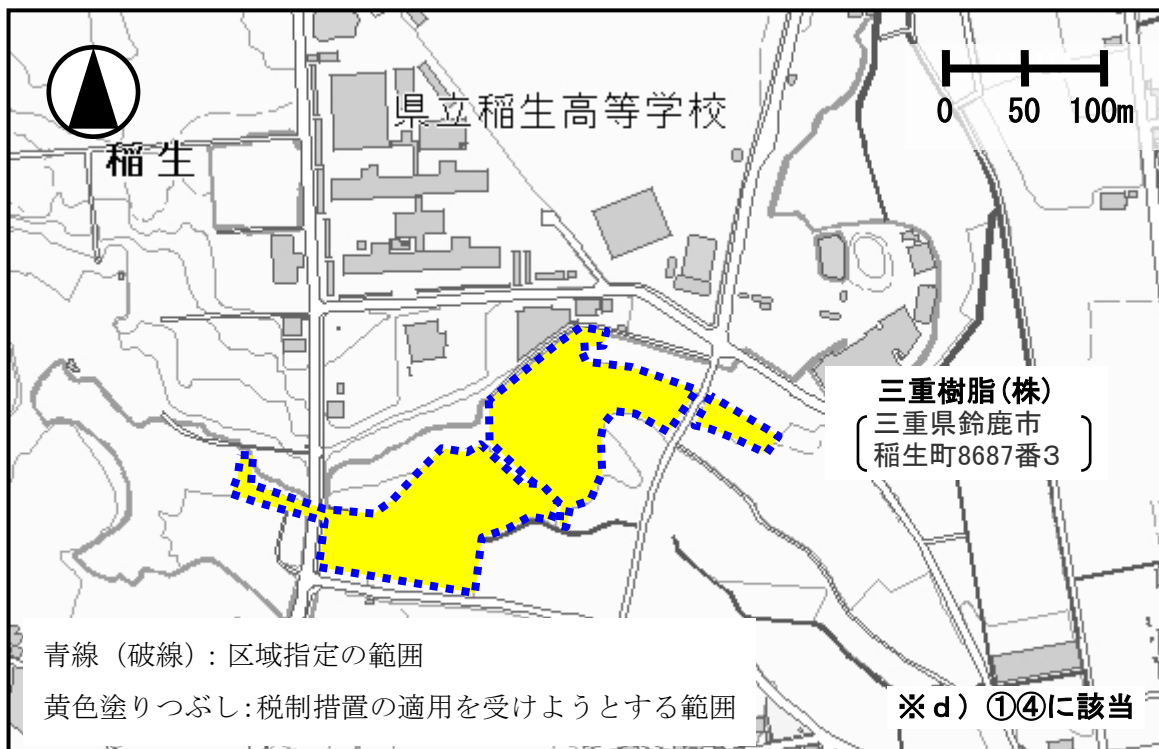 県立稲生高等学校
稲生
0 50 100m
三重樹脂(株)
三重県鈴鹿市
稲生町8687番3
青線（破線）：区域指定の範囲
黄色塗りつぶし：税制措置の適用を受けようとする範囲
※ｄ）①④に該当